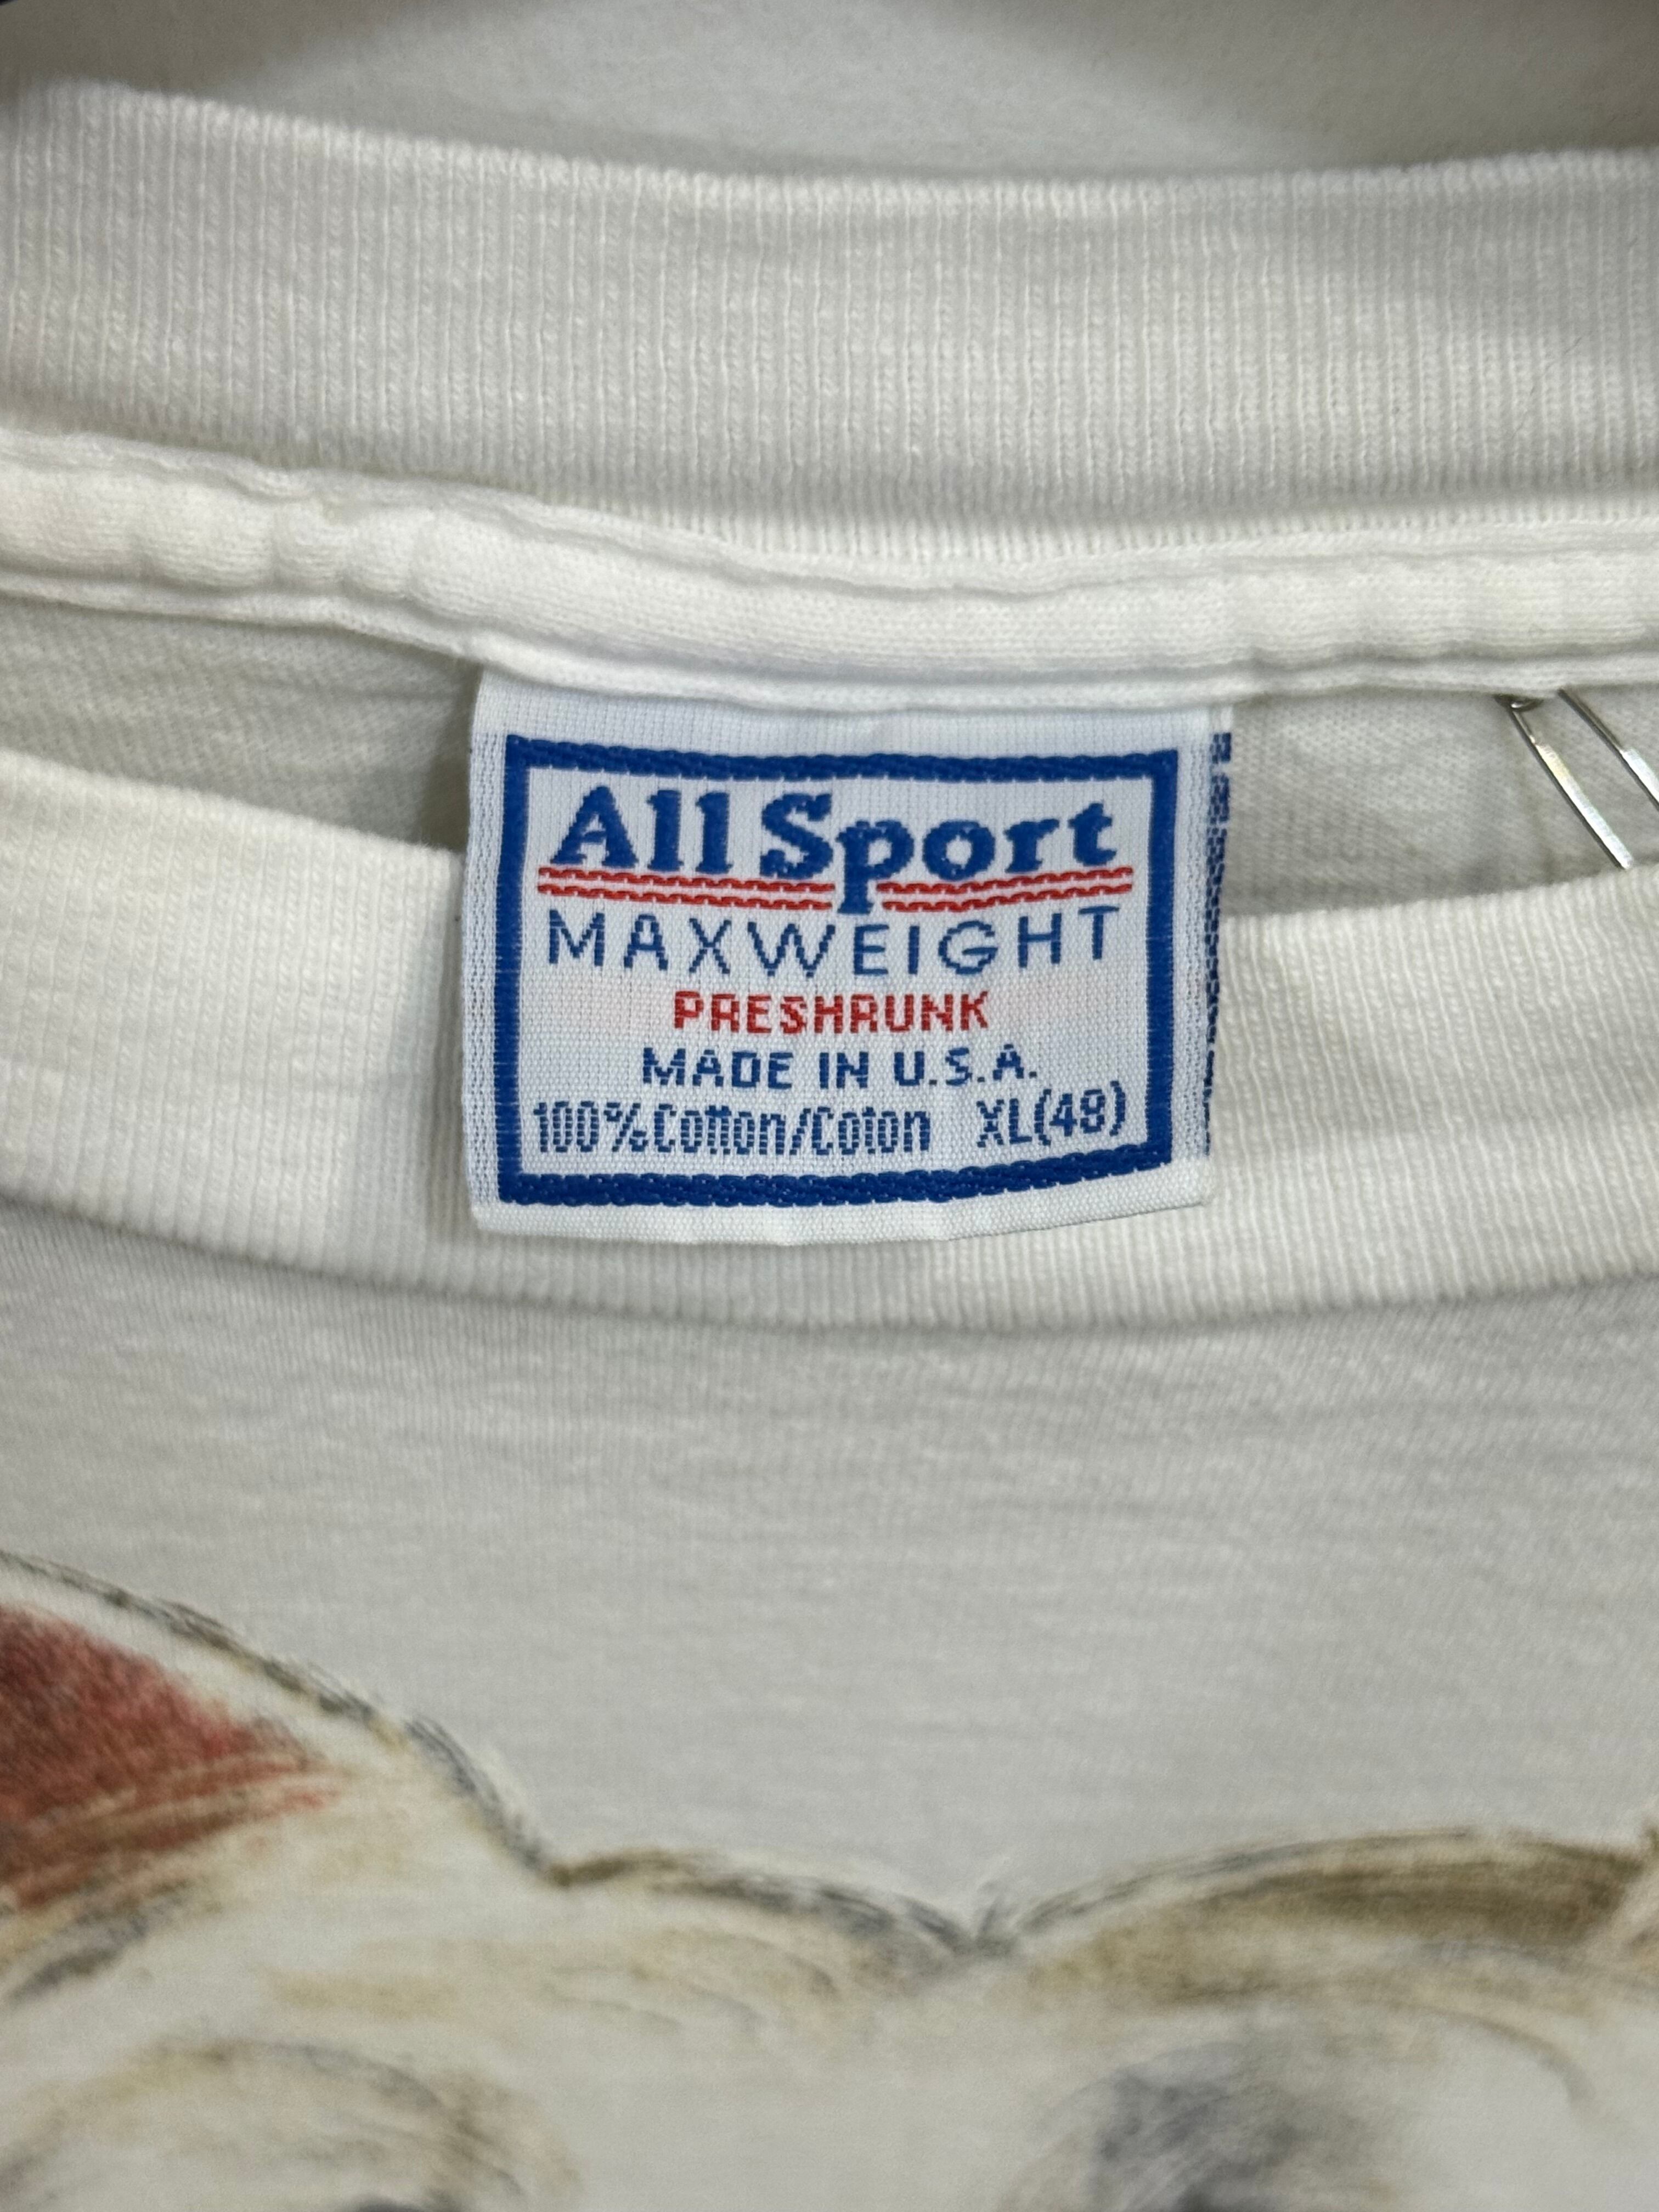 All Sport
MAXWEIGHT
PRESHRUNK
MADE IN U.S.A.
100% Cotton/Coton XL(48)